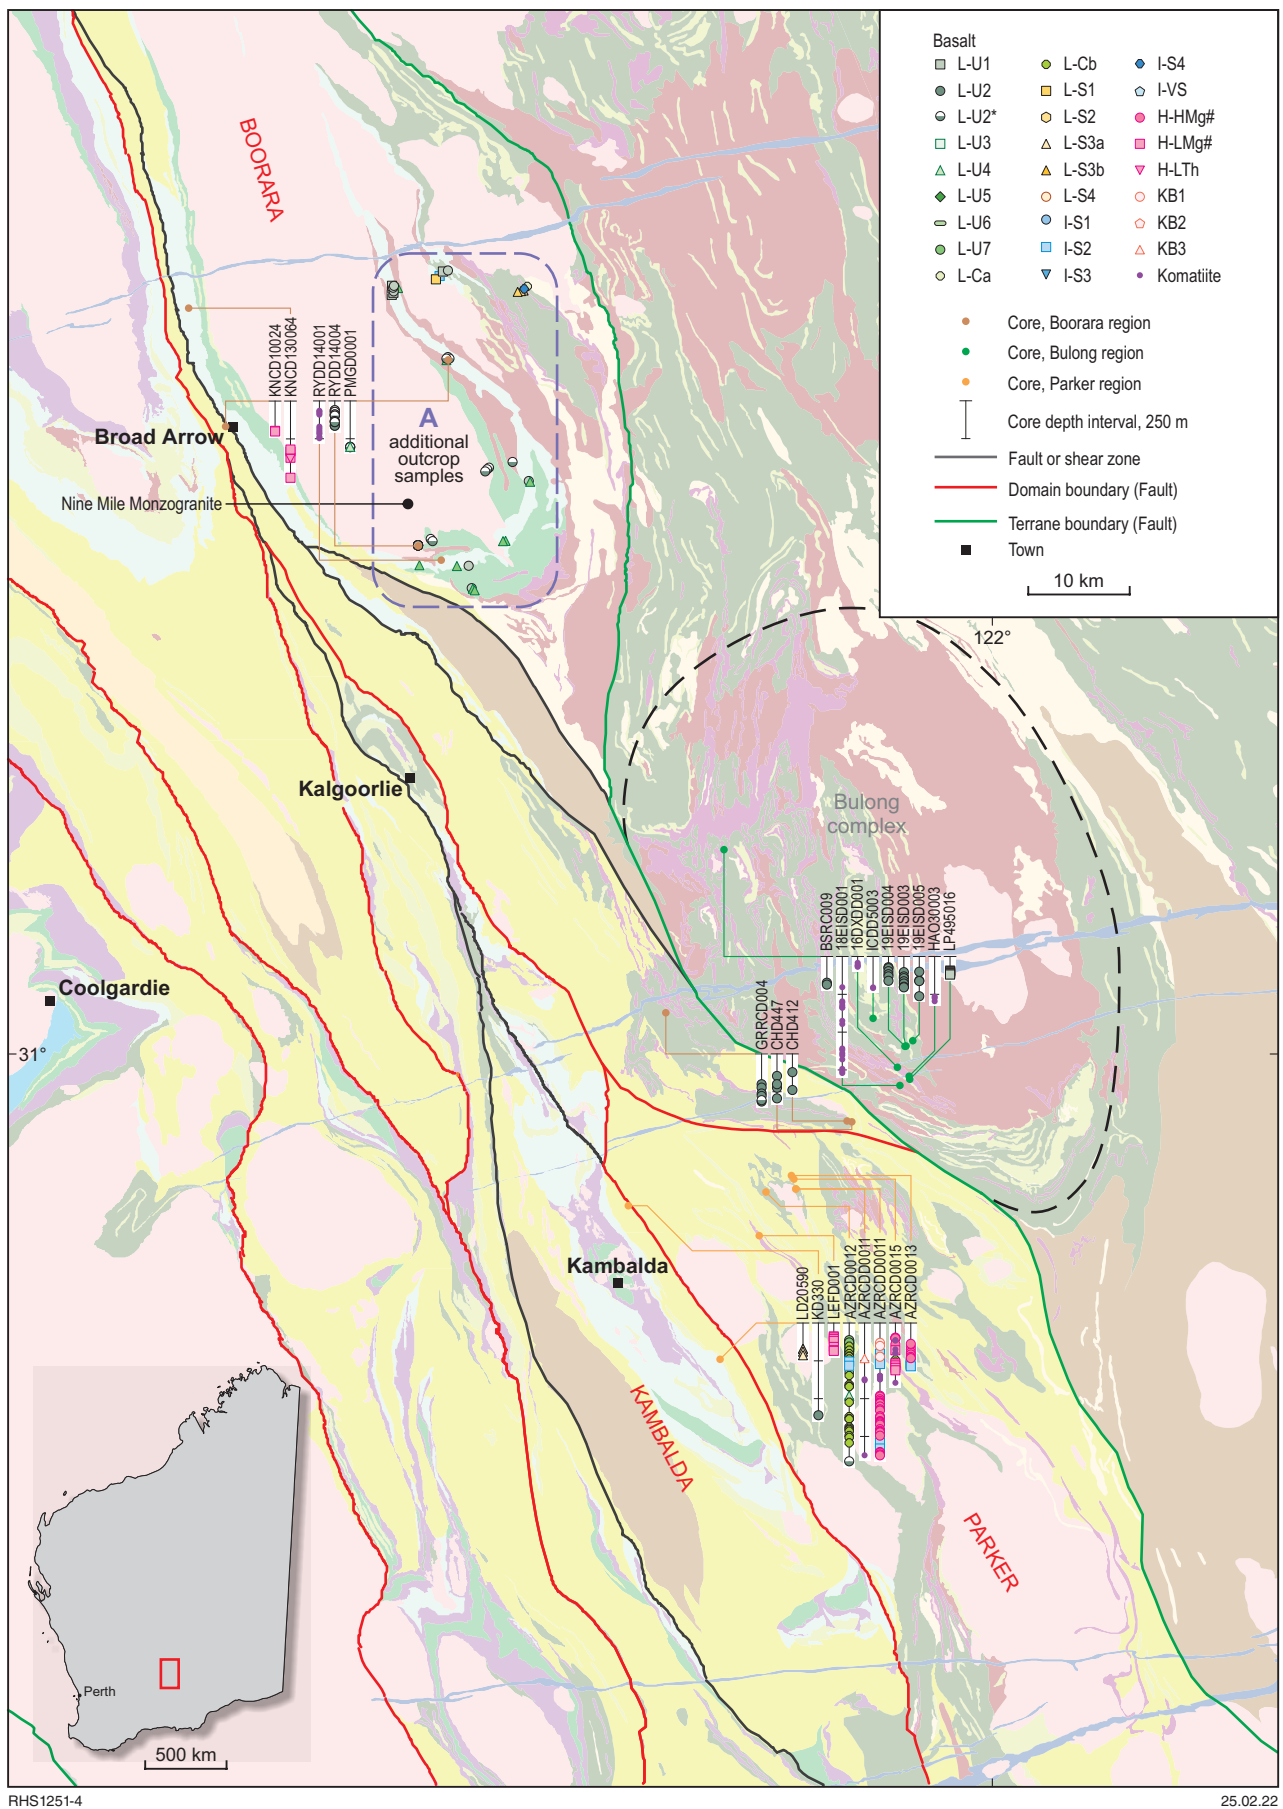 Basalt
L-U1
L-U2
L-U2*
L-U3
L-U4
L-U5
L-U6
L-U7
L-Ca
L-Cb
L-S1
L-S2
L-S3a
L-S3b
L-S4
I-S1
I-S2
I-S3
I-S4
I-VS
H-HMg#
H-LMg#
H-LTh
KB1
KB2
KB3
Komatiite
Core, Boorara region
Core, Bulong region
Core, Parker region
Core depth interval, 250 m
Fault or shear zone
Domain boundary (Fault)
Terrane boundary (Fault)
Town
10 km
122°
BOORARA
KNCD10024
KNCD130064
RYDD14001
RYDD14004
PMGD0001
A
additional
outcrop
samples
Broad Arrow
Nine Mile Monzogranite
Kalgoorlie
Bulong
complex
BSRC009
18EISD001
16DXDD001
ICDD5003
19EISD004
19EISD003
19EISD005
HAO30003
LP495016
Coolgardie
GRRCD004
CHD447
CHD412
31°
Kambalda
LD20590
KD330
LEFD001
AZRCD0012
AZRCDD0011
AZRCDD0011
AZRCD0015
AZRCD0013
KAMBALDA
PARKER
Perth
500 km
RHS1251-4
25.02.22